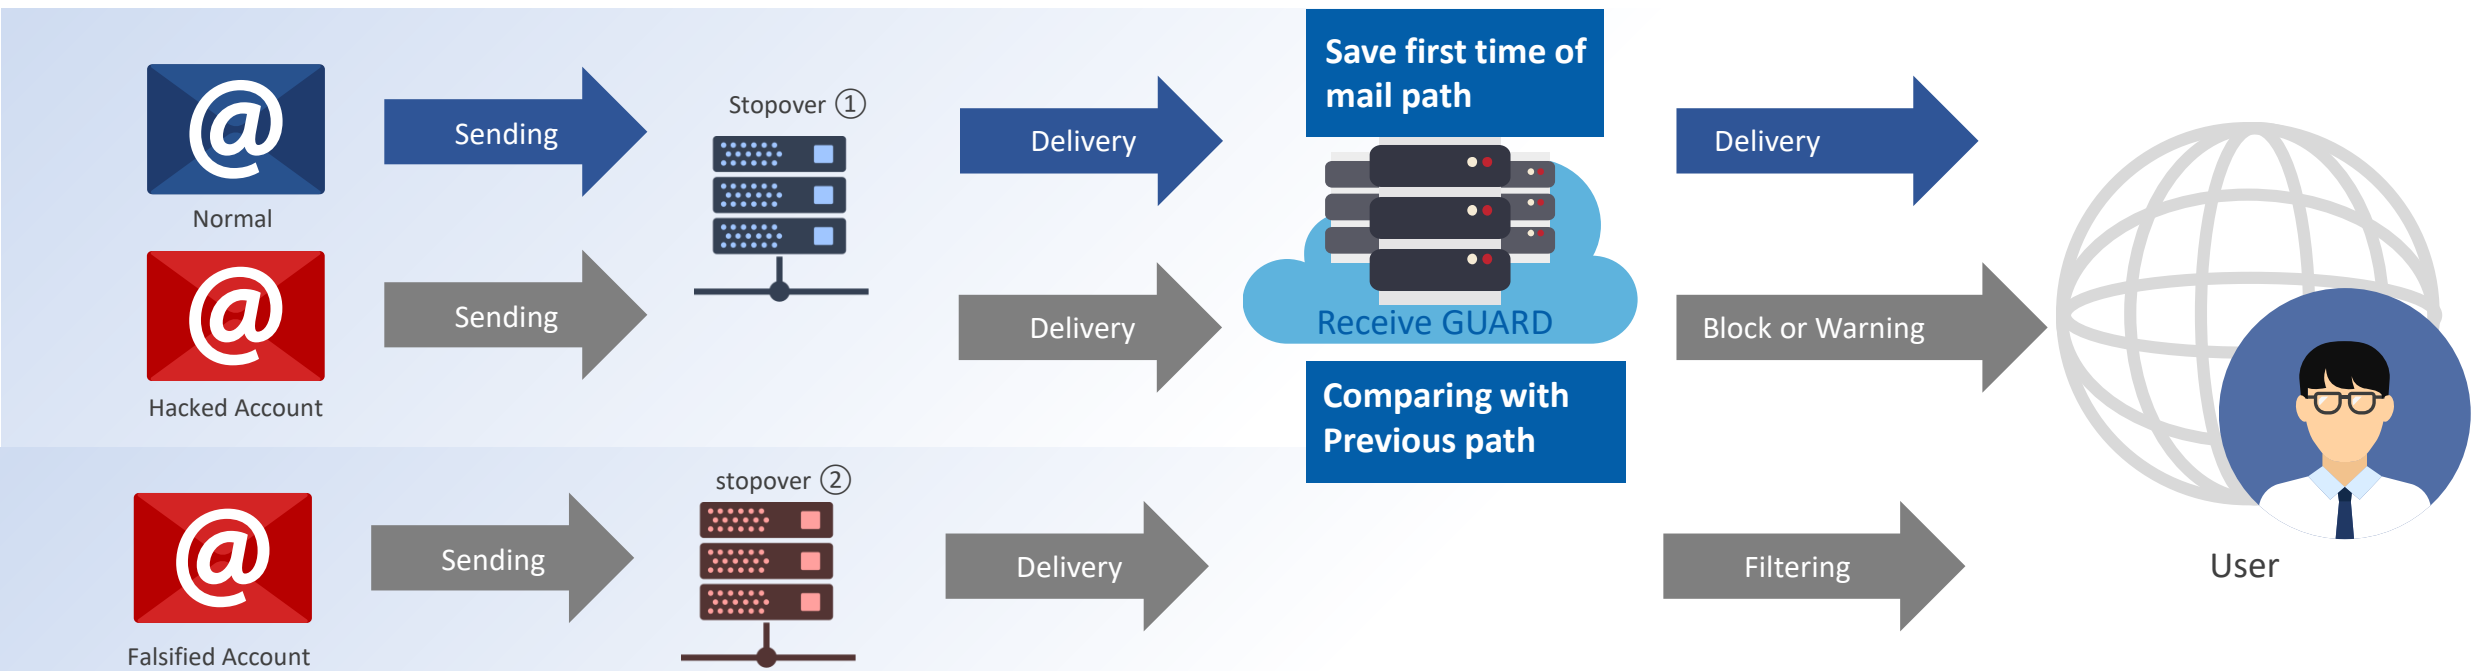 Save first time of
mail path
Stopover ①
Sending
Delivery
Delivery
Normal
Sending
Delivery
Receive GUARD
Block or Warning
Hacked Account
Comparing with
Previous path
stopover ②
Sending
Delivery
Filtering
User
Falsified Account